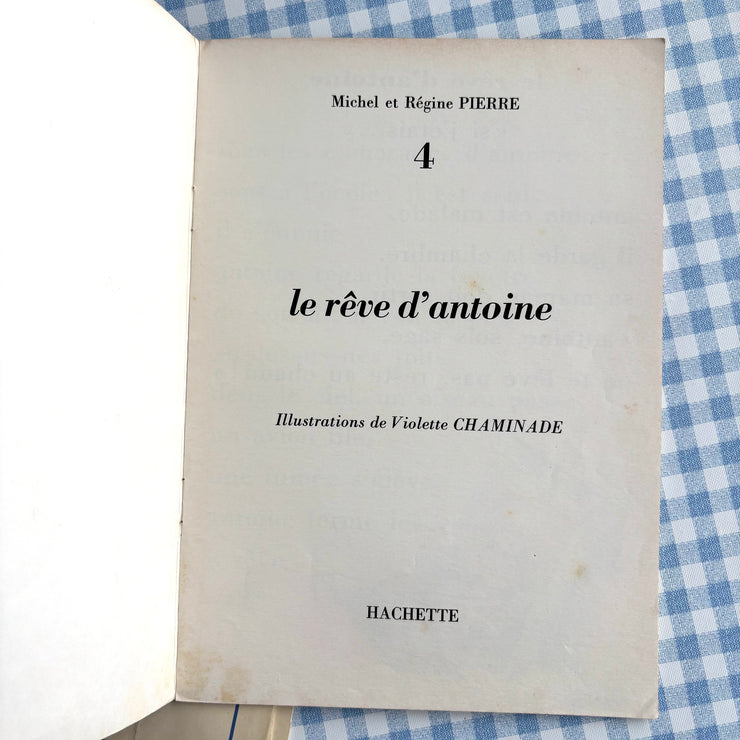 Michel et Régine PIERRE
4
le rêve d'antoine
Illustrations de Violette CHAMINADE
HACHETTE